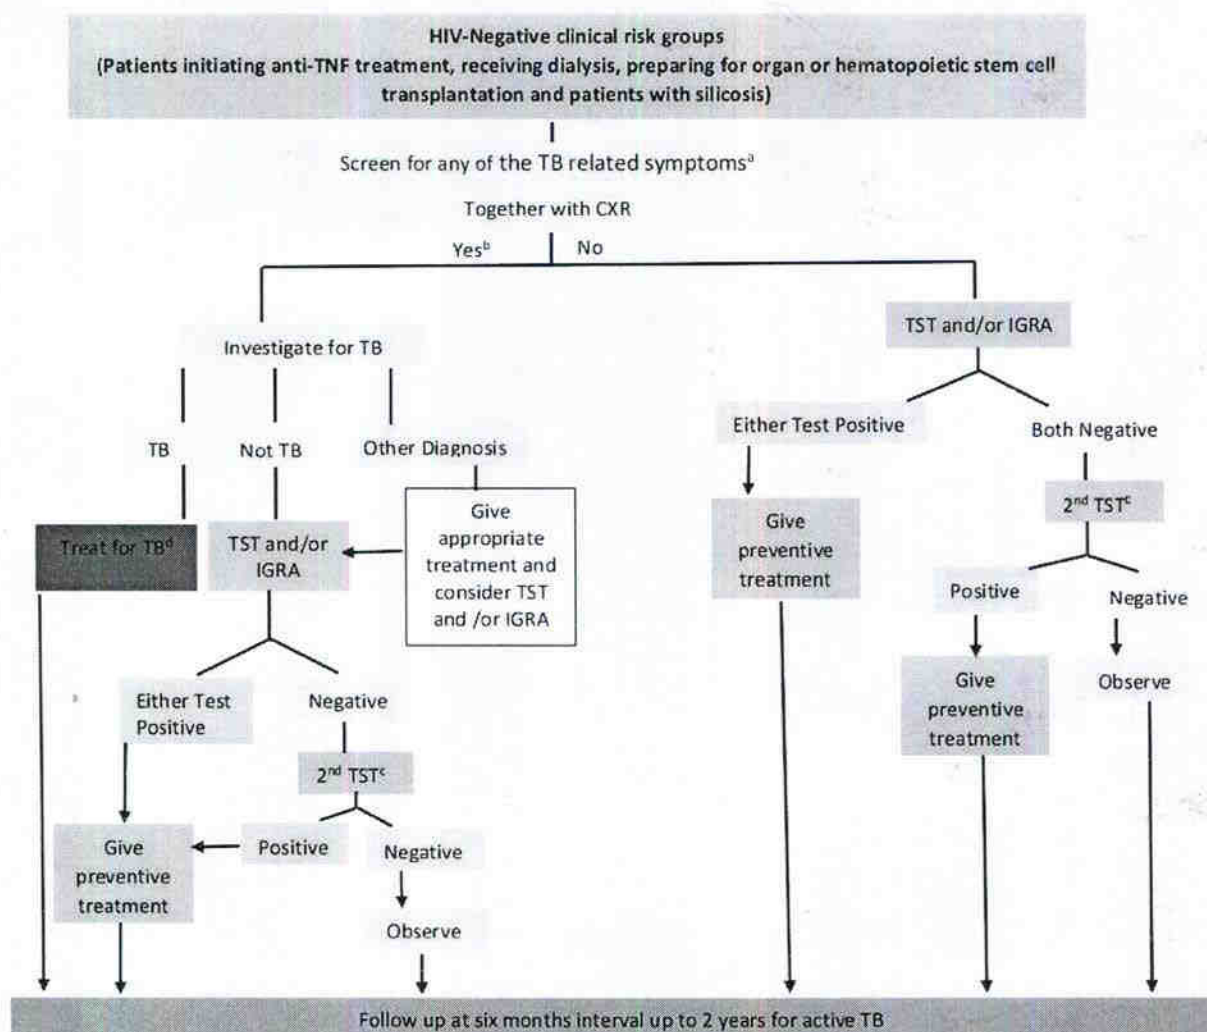 HIV-Negative clinical risk groups
(Patients initiating anti-TNF treatment, receiving dialysis, preparing for organ or hematopoietic stem cell
transplantation and patients with silicosis)
Screen for any of the TB related symptomsᵃ
Together with CXR
Yesᵇ
No
Investigate for TB
TB
Not TB
Other Diagnosis
Treat for TBᵈ
TST and/or
IGRA
Give
appropriate
treatment and
consider TST
and /or IGRA
Either Test
Positive
Negative
2ⁿᵈ TSTᶜ
Give
preventive
treatment
Positive
Negative
Observe
TST and/or IGRA
Either Test Positive
Both Negative
Give
preventive
treatment
2ⁿᵈ TSTᶜ
Positive
Negative
Give
preventive
treatment
Observe
Follow up at six months interval up to 2 years for active TB